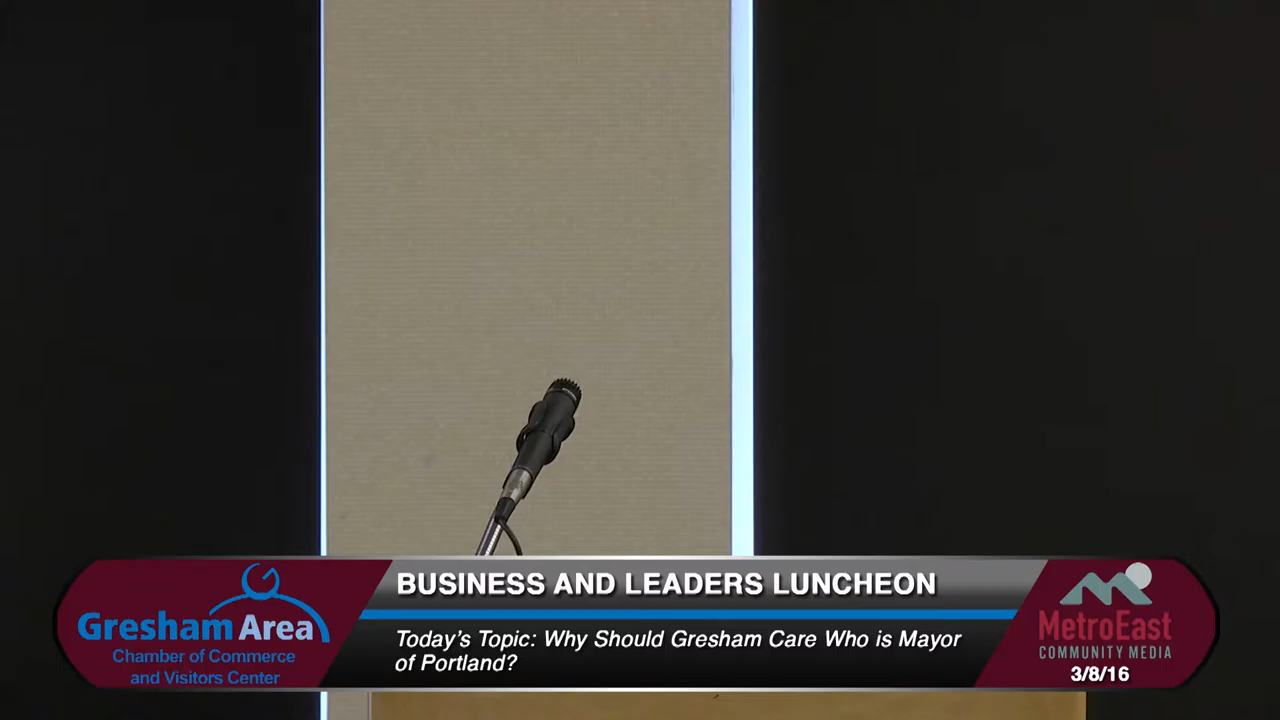 BUSINESS AND LEADERS LUNCHEON
Gresham Area
Chamber of Commerce
and Visitors Center
Today's Topic: Why Should Gresham Care Who is Mayor
of Portland?
MetroEast
COMMUNITY MEDIA
3/8/16